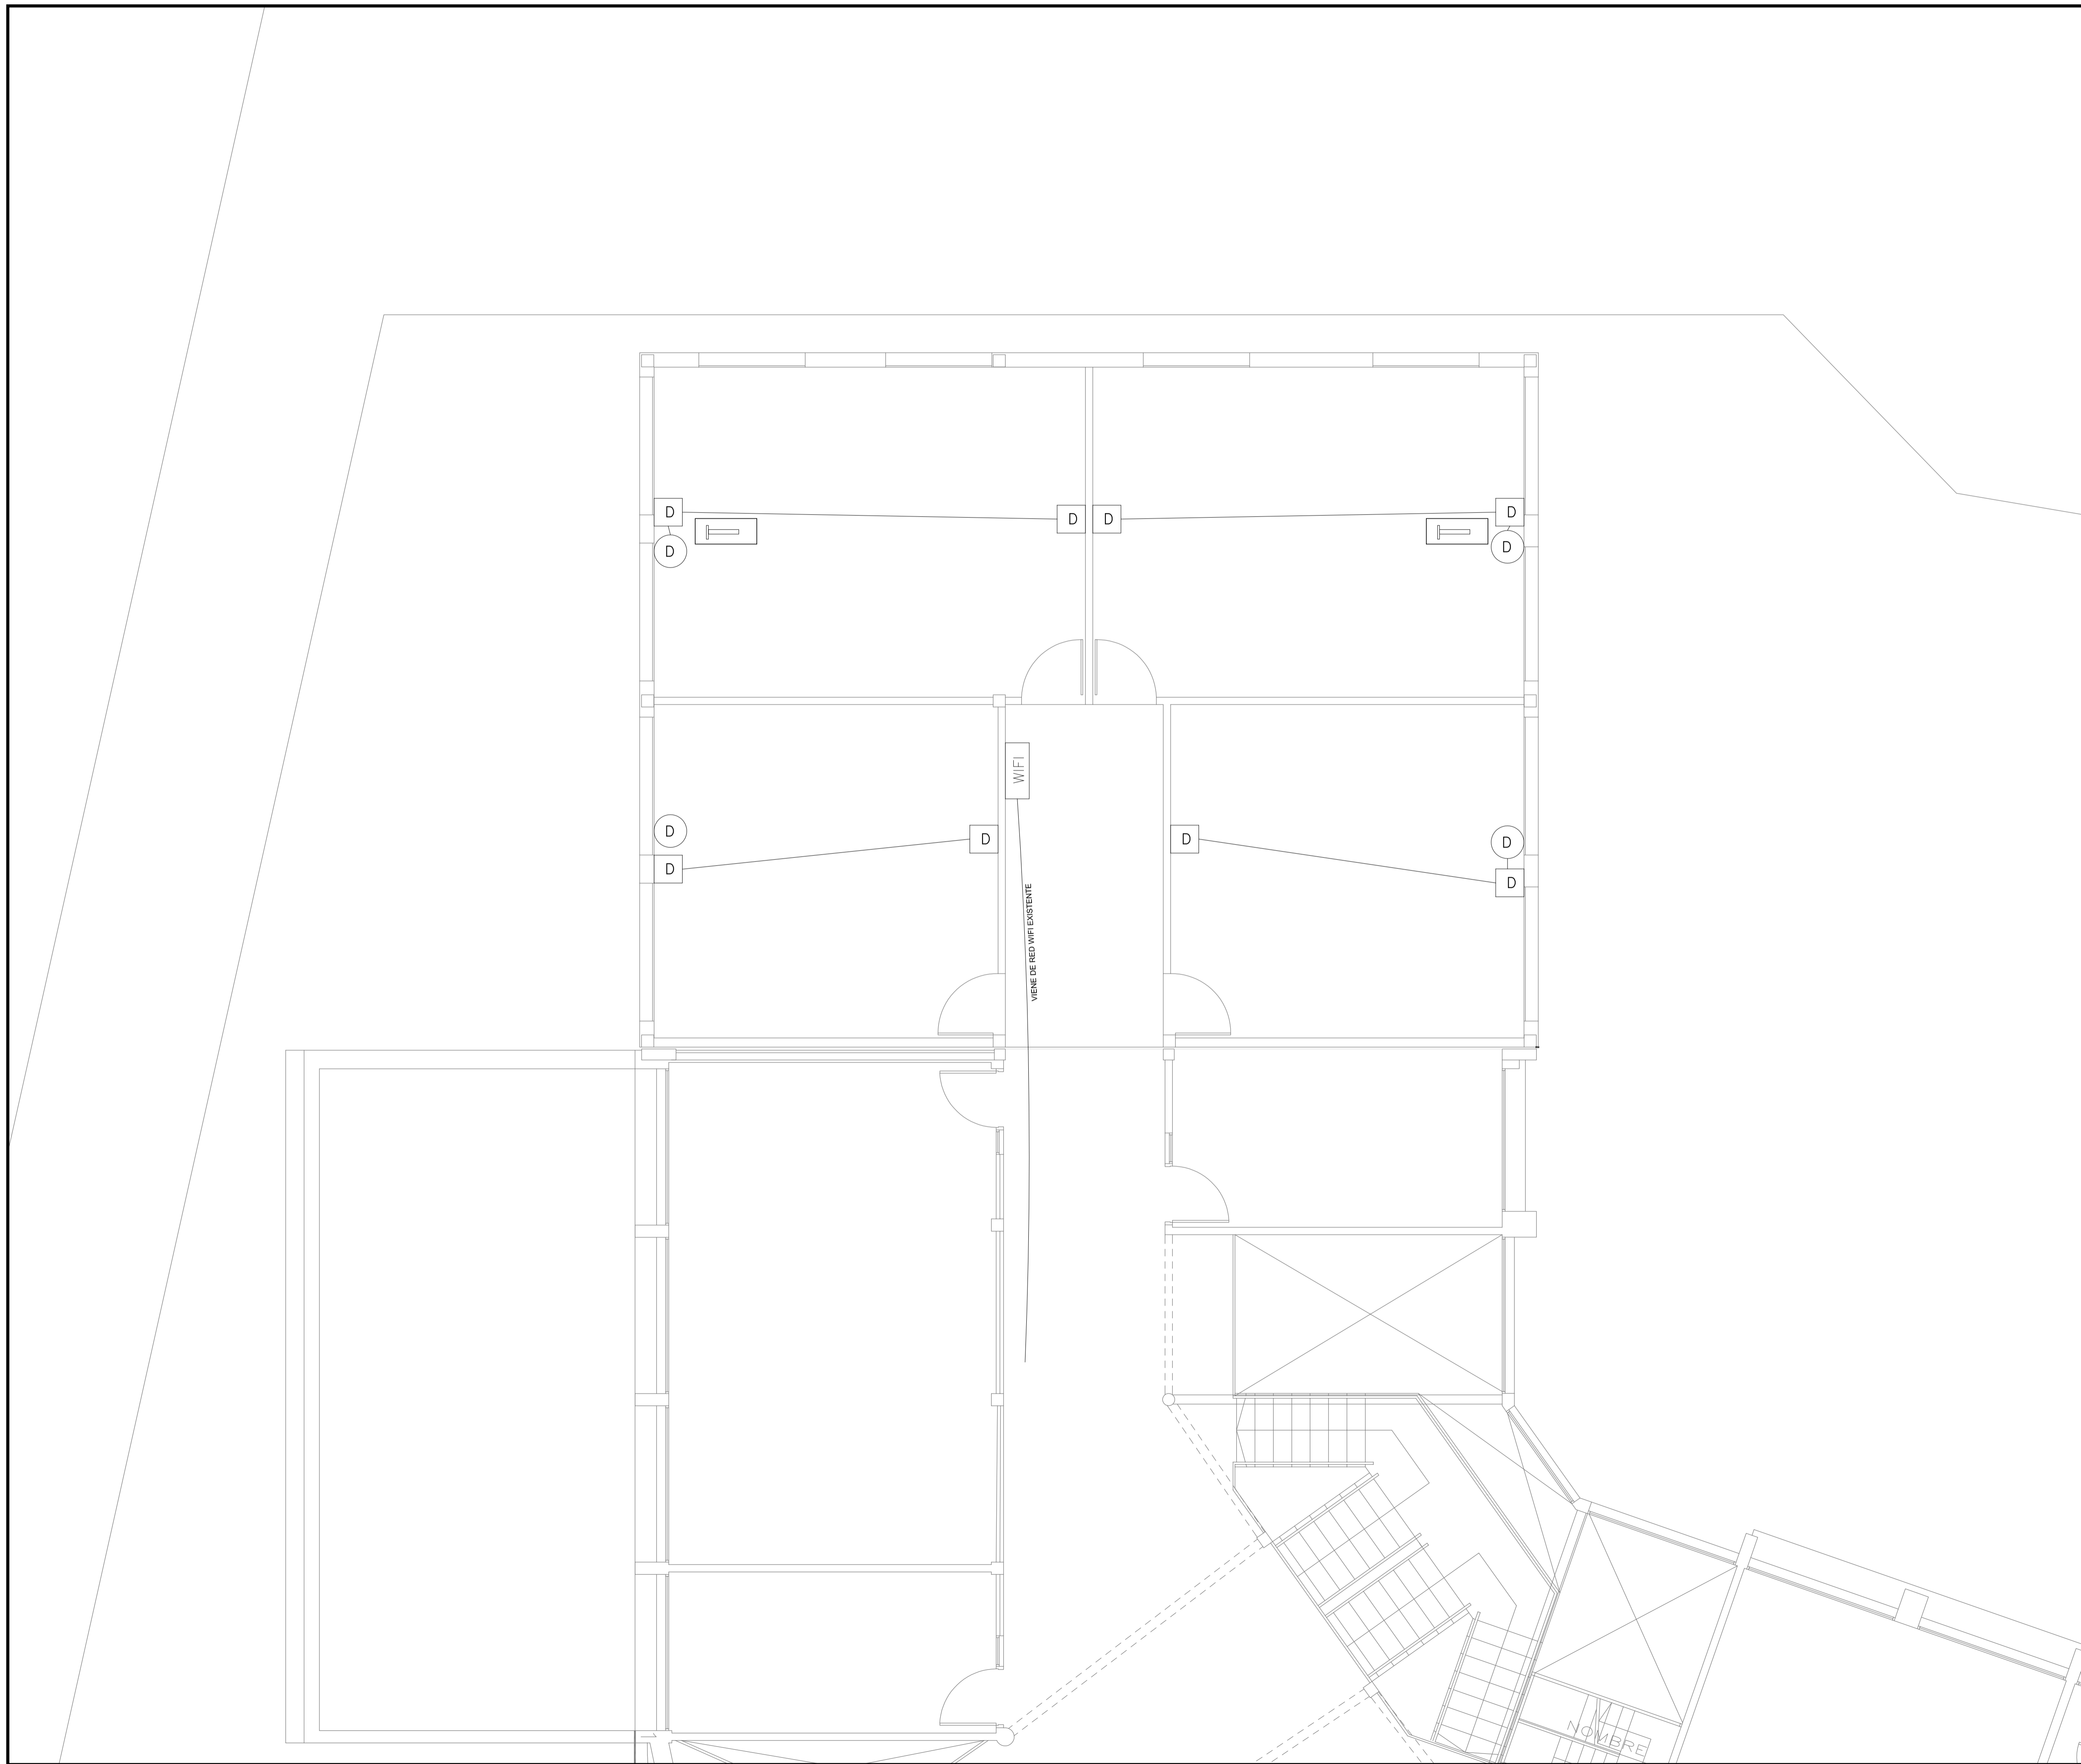 D D D D
D D
WIFI
D D
D D
D D
VIENE DE RED WIFI EXISTENTE
NOMBRE